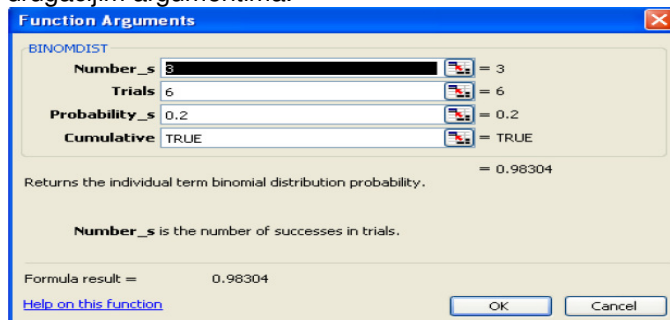 drugačijim argumentima.
Function Arguments
BINOMDIST
Number_s 3 = 3
Trials 6 = 6
Probability_s 0.2 = 0.2
Cumulative TRUE = TRUE
= 0.98304
Returns the individual term binomial distribution probability.
Number_s is the number of successes in trials.
Formula result = 0.98304
Help on this function OK Cancel